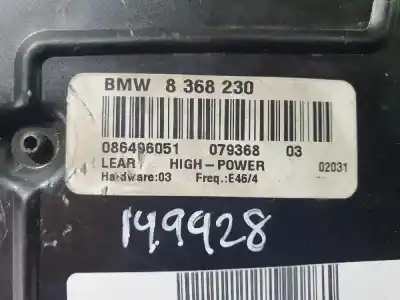 BMW 8 368 230
086496051 079368 03
LEAR HIGH-POWER 02031
Hardware:03 Freq.:E46/4
149928